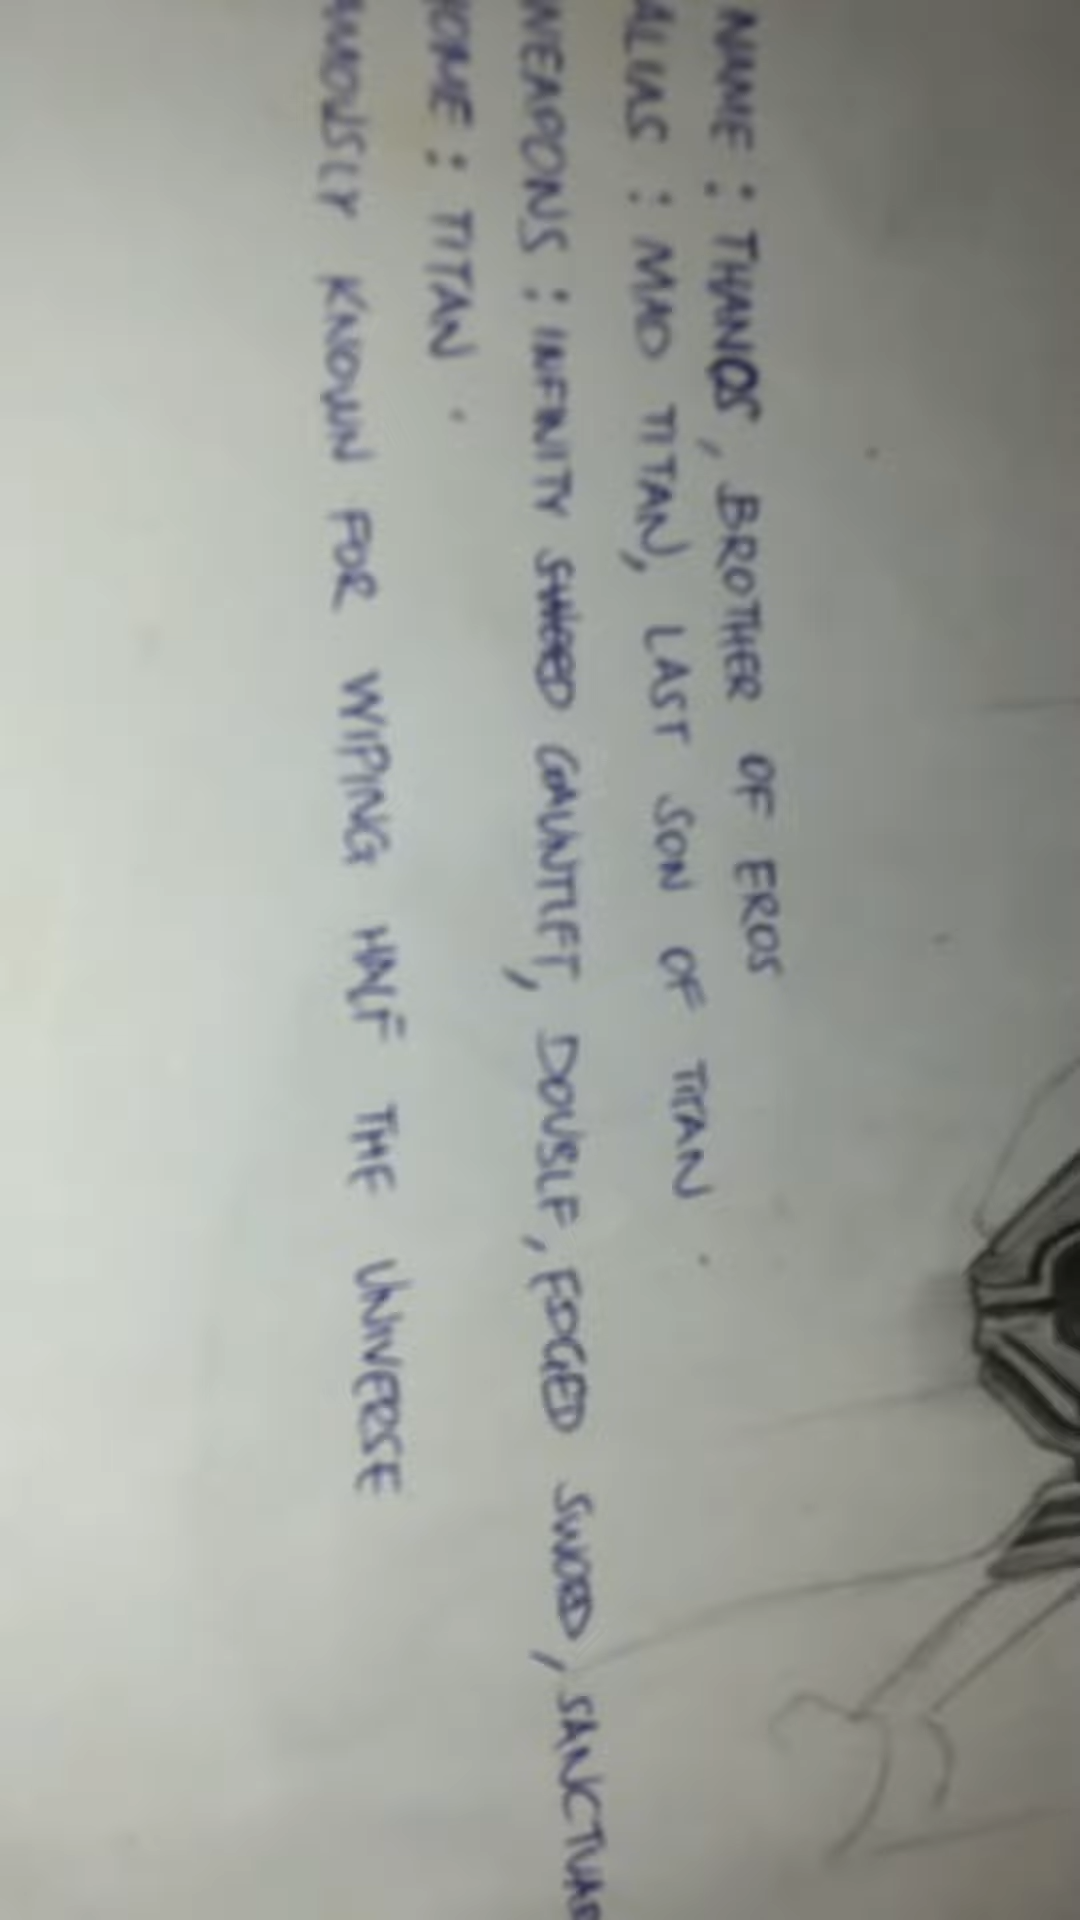 NAME : THANOS, BROTHER OF EROS
ALIAS : MAD TITAN, LAST SON OF TITAN.
WEAPONS : INFINITY GAUNTLET, DOUBLE, EDGED SWORD, SANCTUAR
HOME : TITAN.
AMOUSLY KNOWN FOR WIPING HALF THE UNIVERSE